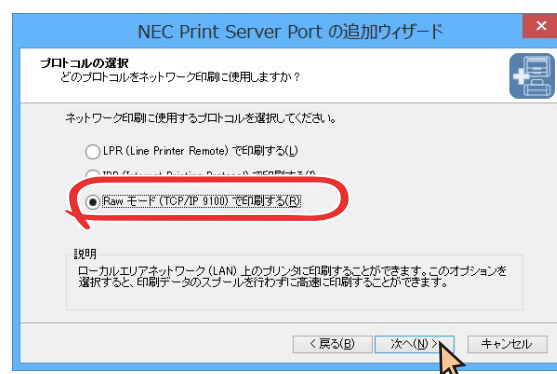 NEC Print Server Port の追加ウィザード
プロトコルの選択
どのプロトコルをネットワーク印刷に使用しますか?
ネットワーク印刷に使用するプロトコルを選択してください。
LPR (Line Printer Remote) で印刷する(L)
IPP (Internet Printing Protocol) で印刷する(I)
Raw モード (TCP/IP 9100) で印刷する(R)
説明
ローカルエリアネットワーク (LAN) 上のプリンタに印刷することができます。このオプションを
選択すると、印刷データのスプールを行わずに高速に印刷することができます。
< 戻る(B) 次へ(N) > キャンセル